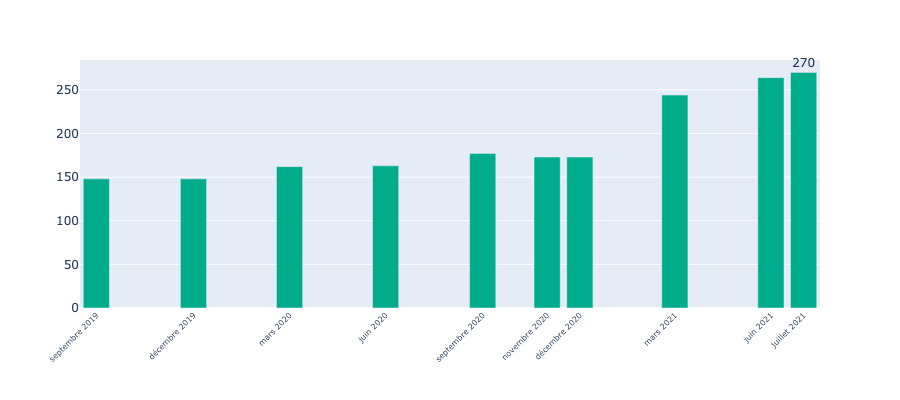 270
250
200
150
100
50
0
septembre 2019
décembre 2019
mars 2020
juin 2020
septembre 2020
novembre 2020
décembre 2020
mars 2021
juin 2021
juillet 2021